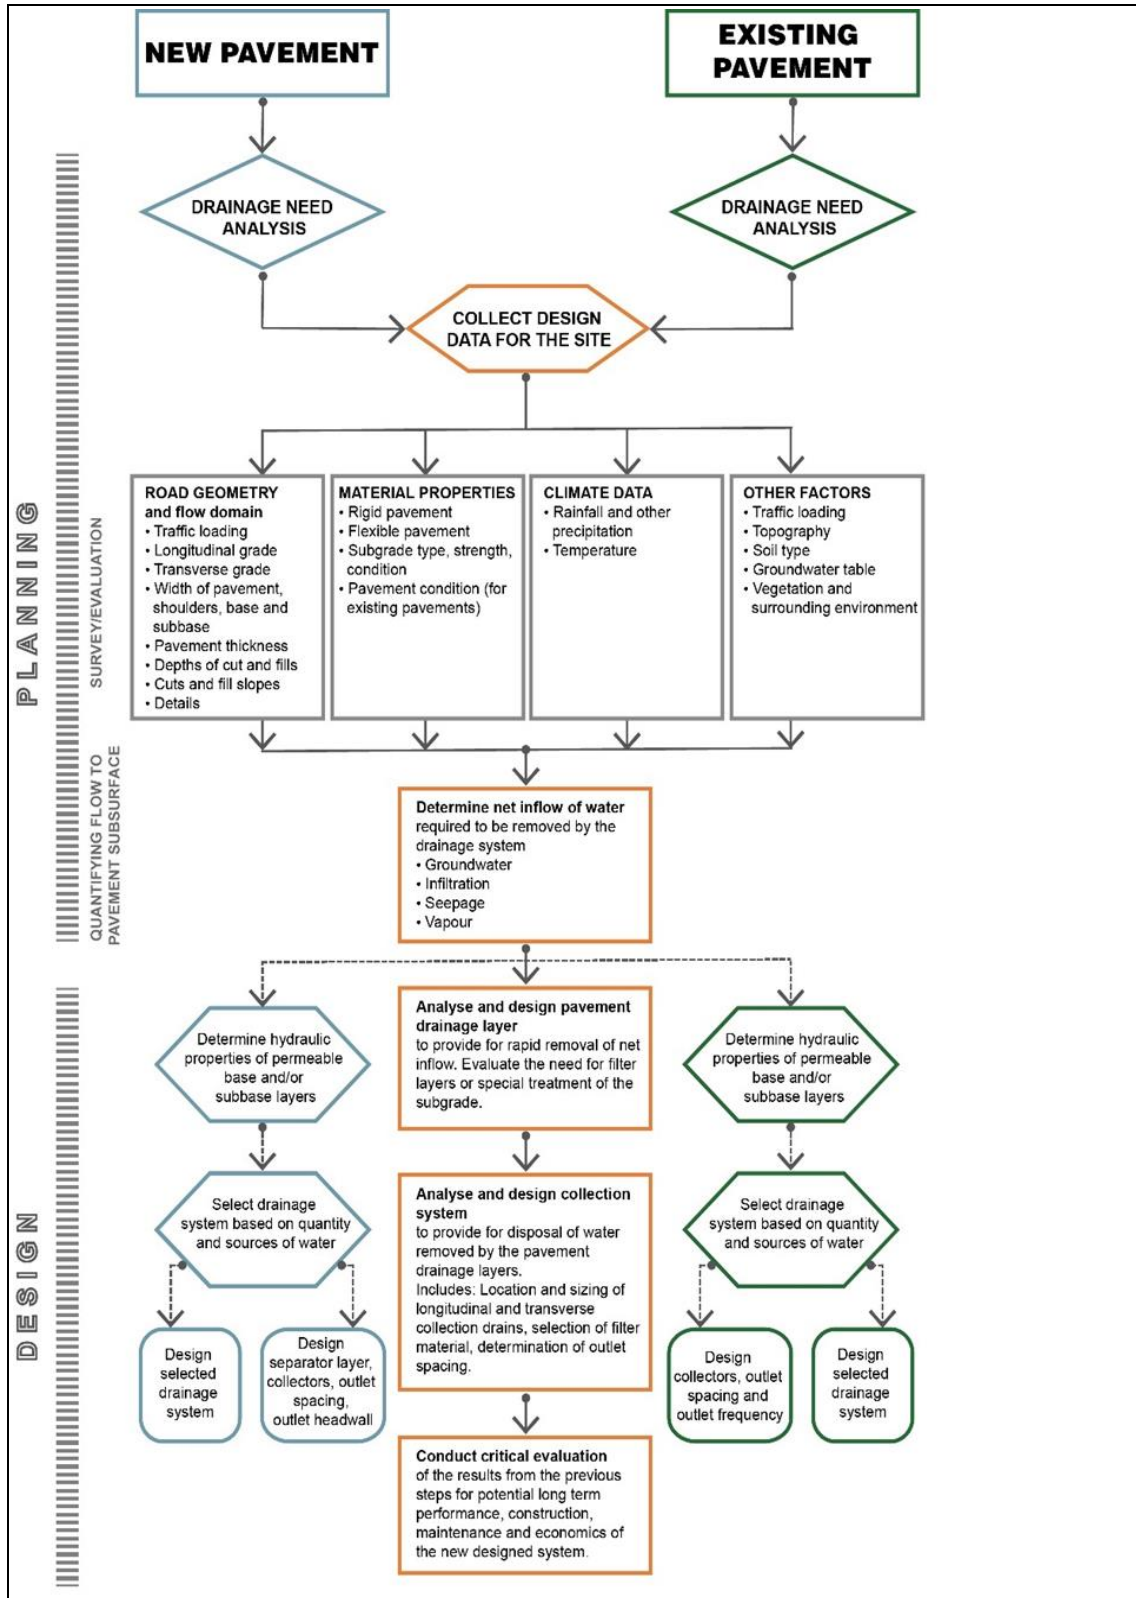 NEW PAVEMENT
EXISTING
PAVEMENT
DRAINAGE NEED
ANALYSIS
DRAINAGE NEED
ANALYSIS
COLLECT DESIGN
DATA FOR THE SITE
PLANNING
SURVEY/EVALUATION
ROAD GEOMETRY
and flow domain
• Traffic loading
• Longitudinal grade
• Transverse grade
• Width of pavement,
shoulders, base and
subbase
• Pavement thickness
• Depths of cut and fills
• Cuts and fill slopes
• Details
MATERIAL PROPERTIES
• Rigid pavement
• Flexible pavement
• Subgrade type, strength,
condition
• Pavement condition (for
existing pavements)
CLIMATE DATA
• Rainfall and other
precipitation
• Temperature
OTHER FACTORS
• Traffic loading
• Topography
• Soil type
• Groundwater table
• Vegetation and
surrounding environment
QUANTIFYING FLOW TO
PAVEMENT SUBSURFACE
Determine net inflow of water
required to be removed by the
drainage system
• Groundwater
• Infiltration
• Seepage
• Vapour
DESIGN
Determine hydraulic
properties of permeable
base and/or
subbase layers
Analyse and design pavement
drainage layer
to provide for rapid removal of net
inflow. Evaluate the need for filter
layers or special treatment of the
subgrade.
Determine hydraulic
properties of permeable
base and/or
subbase layers
Select drainage
system based on quantity
and sources of water
Analyse and design collection
system
to provide for disposal of water
removed by the pavement
drainage layers.
Includes: Location and sizing of
longitudinal and transverse
collection drains, selection of filter
material, determination of outlet
spacing.
Select drainage
system based on quantity
and sources of water
Design
selected
drainage
system
Design
separator layer,
collectors, outlet
spacing,
outlet headwall
Design
collectors, outlet
spacing and
outlet frequency
Design
selected
drainage
system
Conduct critical evaluation
of the results from the previous
steps for potential long term
performance, construction,
maintenance and economics of
the new designed system.